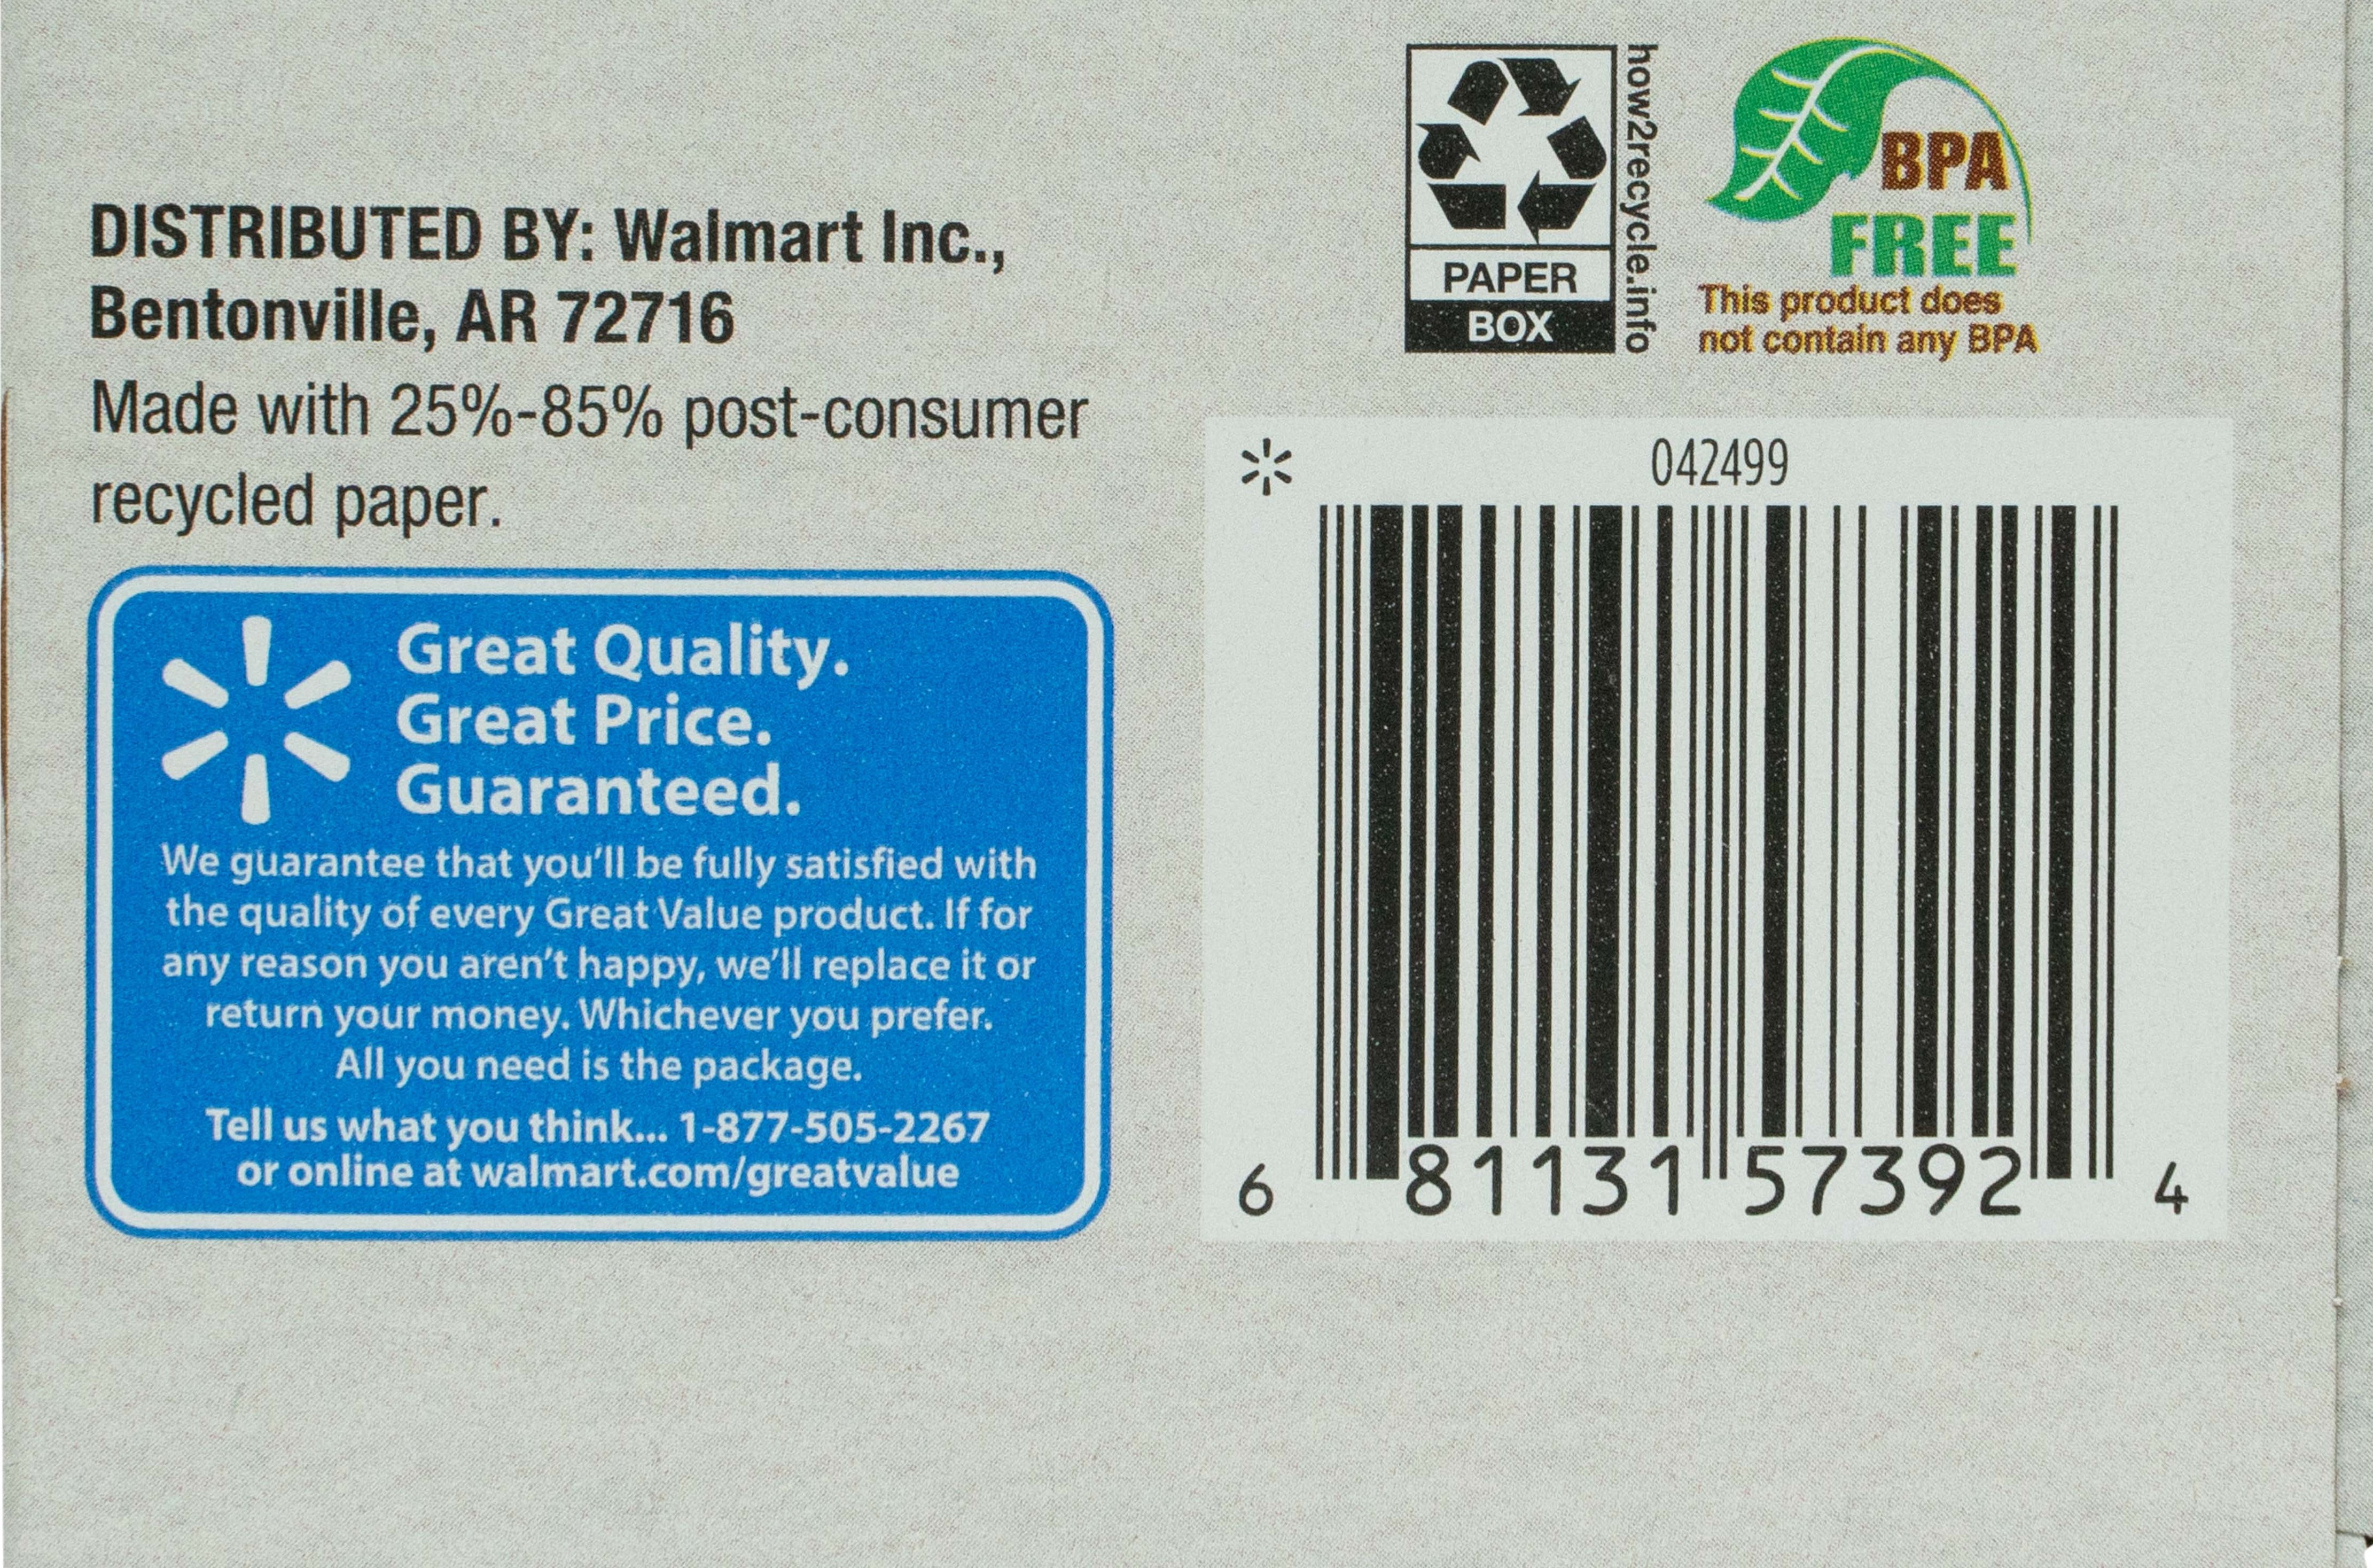 DISTRIBUTED BY: Walmart Inc.,
Bentonville, AR 72716
Made with 25%-85% post-consumer
recycled paper.
Great Quality.
Great Price.
Guaranteed.
We guarantee that you'll be fully satisfied with
the quality of every Great Value product. If for
any reason you aren't happy, we'll replace it or
return your money. Whichever you prefer.
All you need is the package.
Tell us what you think... 1-877-505-2267
or online at walmart.com/greatvalue
PAPER
BOX
how2recycle.info
BPA
FREE
This product does
not contain any BPA
042499
6 81131 57392 4